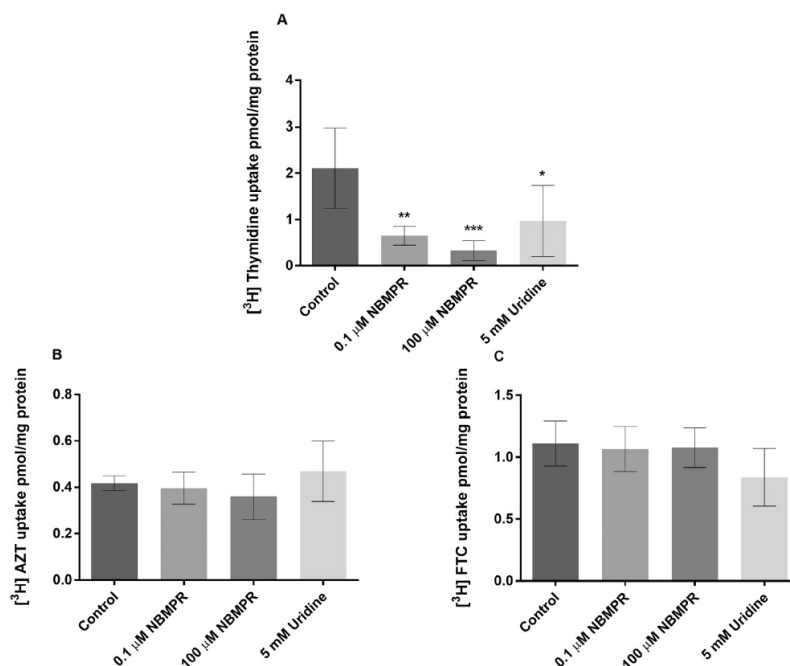 A
[³H] Thymidine uptake pmol/mg protein
4
3
2
1
0
**
***
*
Control
0.1 μM NBMPR
100 μM NBMPR
5 mM Uridine
B
[³H] AZT uptake pmol/mg protein
0.8
0.6
0.4
0.2
0.0
Control
0.1 μM NBMPR
100 μM NBMPR
5 mM Uridine
C
[³H] FTC uptake pmol/mg protein
1.5
1.0
0.5
0.0
Control
0.1 μM NBMPR
100 μM NBMPR
5 mM Uridine